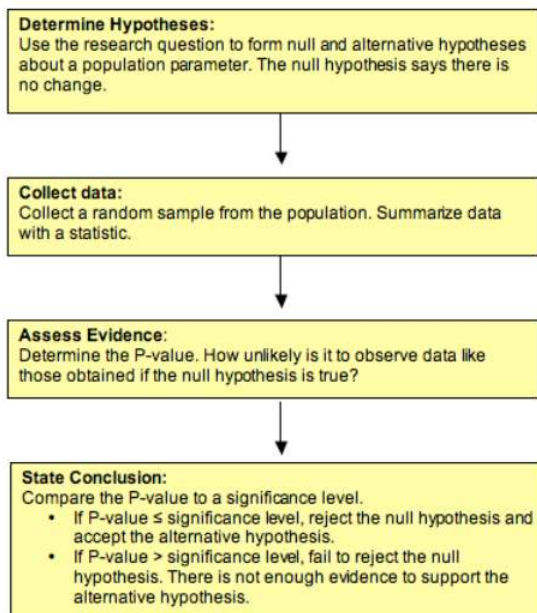 Determine Hypotheses:
Use the research question to form null and alternative hypotheses
about a population parameter. The null hypothesis says there is
no change.
Collect data:
Collect a random sample from the population. Summarize data
with a statistic.
Assess Evidence:
Determine the P-value. How unlikely is it to observe data like
those obtained if the null hypothesis is true?
State Conclusion:
Compare the P-value to a significance level.
• If P-value ≤ significance level, reject the null hypothesis and
accept the alternative hypothesis.
• If P-value > significance level, fail to reject the null
hypothesis. There is not enough evidence to support the
alternative hypothesis.